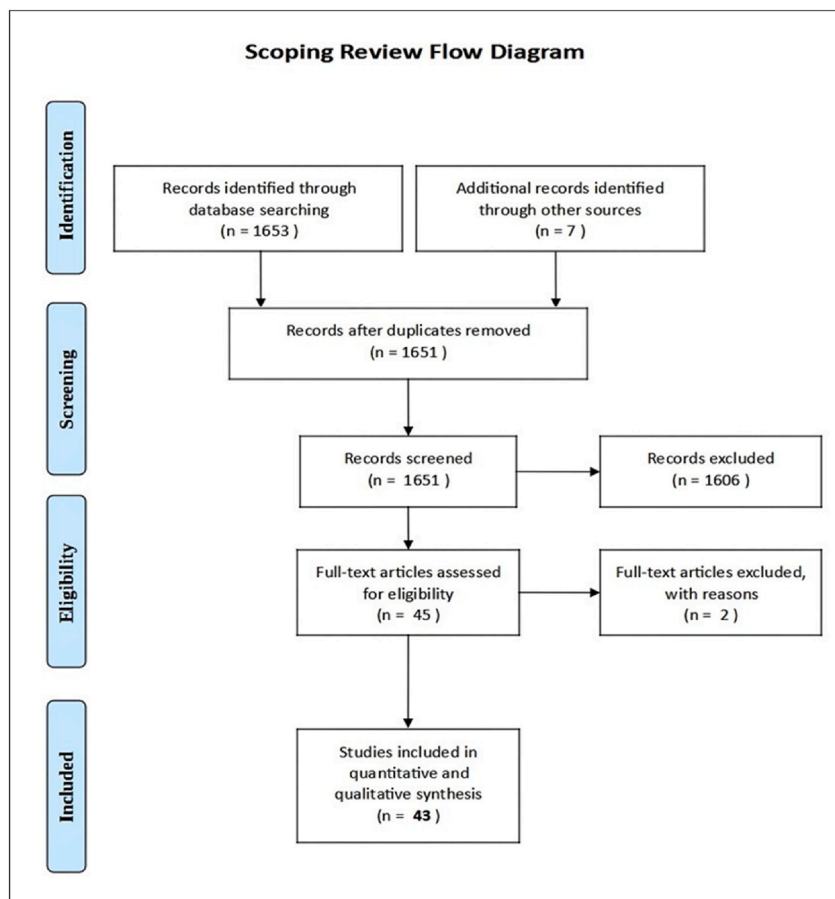 Scoping Review Flow Diagram
Identification
Records identified through
database searching
(n = 1653 )
Additional records identified
through other sources
(n = 7 )
Screening
Records after duplicates removed
(n = 1651 )
Records screened
(n = 1651 )
Records excluded
(n = 1606 )
Eligibility
Full-text articles assessed
for eligibility
(n = 45 )
Full-text articles excluded,
with reasons
(n = 2 )
Included
Studies included in
quantitative and
qualitative synthesis
(n = 43 )